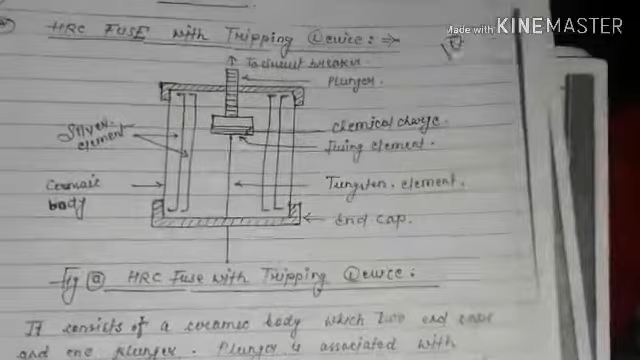 Made with KINEMASTER
HRC FUSE with Tripping Device :⇒
To circuit breaker
Plunger.
Silver element
chemical charge.
fusing element.
Ceramic body
Tungsten element.
End cap.
Fig (a) HRC Fuse with Tripping Device :
It consists of a ceramic body which two end caps
and one plunger. Plunger is associated with